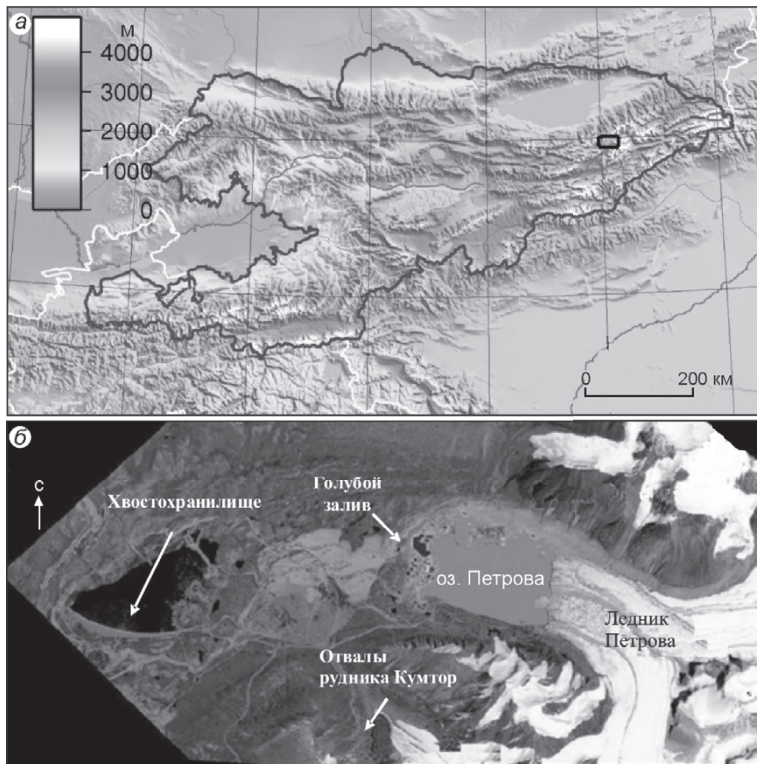 а
М
4000
3000
2000
1000
0
0 200 км
б
С
Хвостохранилище
Голубой
залив
оз. Петрова
Ледник
Петрова
Отвалы
рудника Кумтор